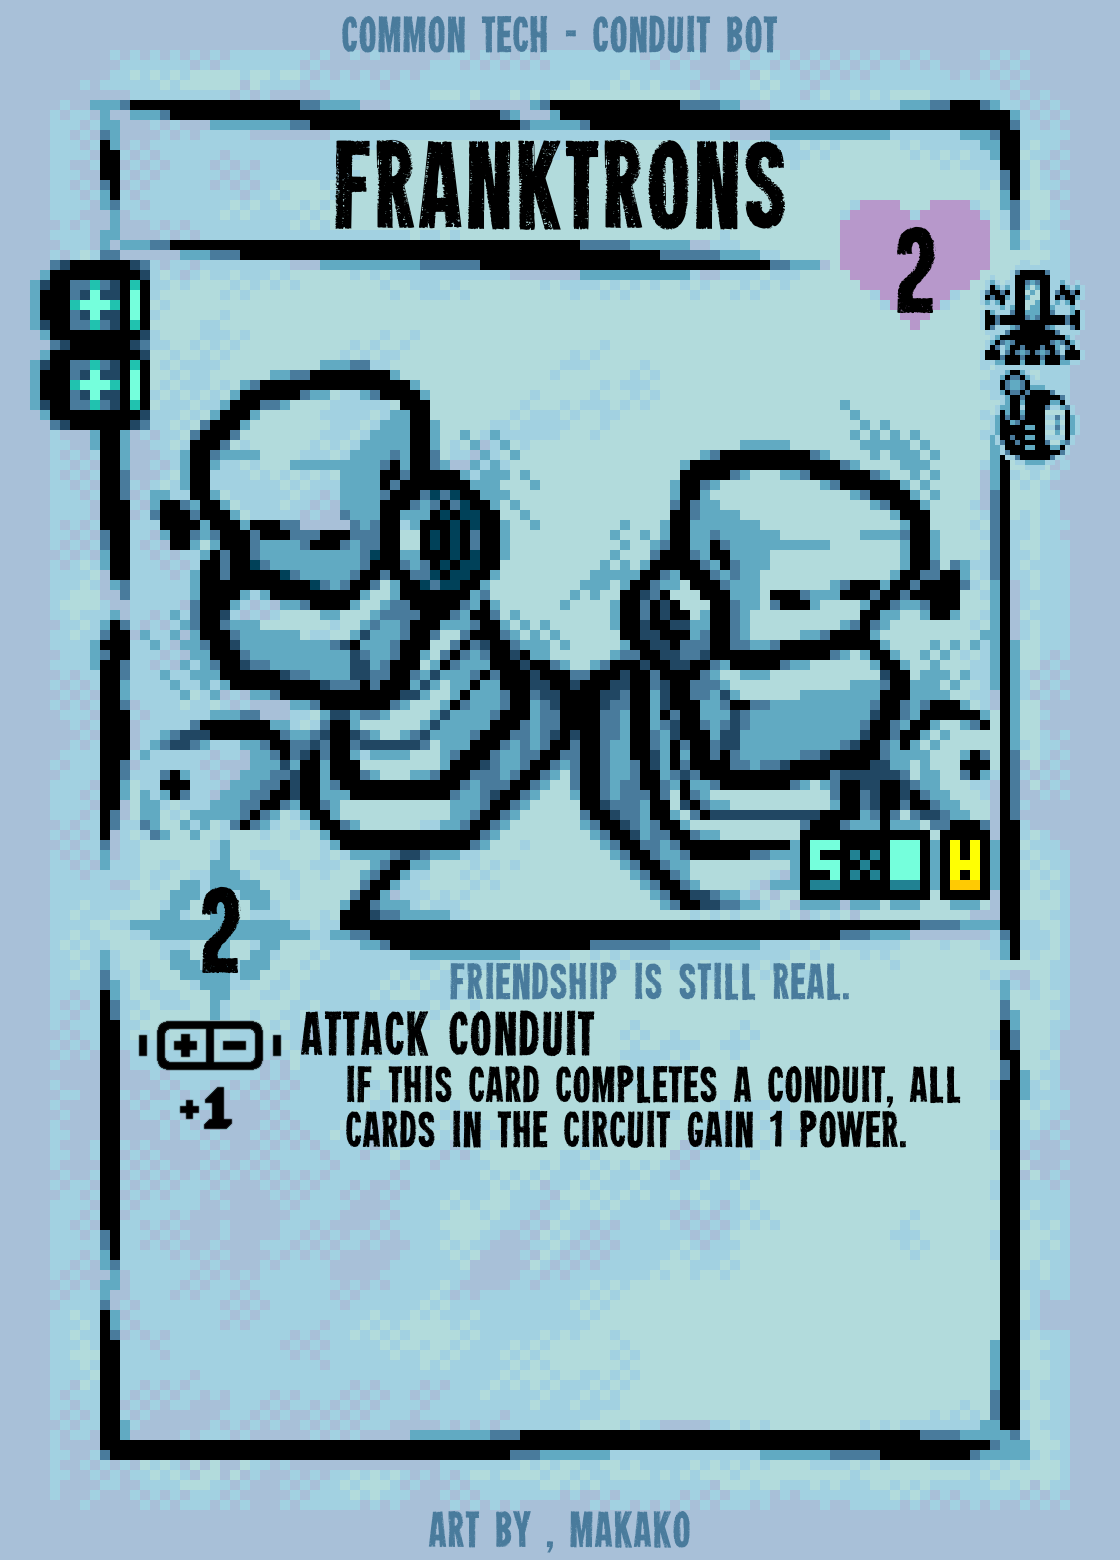 COMMON TECH - CONDUIT BOT
FRANKTRONS
2
2
FRIENDSHIP IS STILL REAL.
ATTACK CONDUIT
+1
IF THIS CARD COMPLETES A CONDUIT, ALL
CARDS IN THE CIRCUIT GAIN 1 POWER.
ART BY , MAKAKO